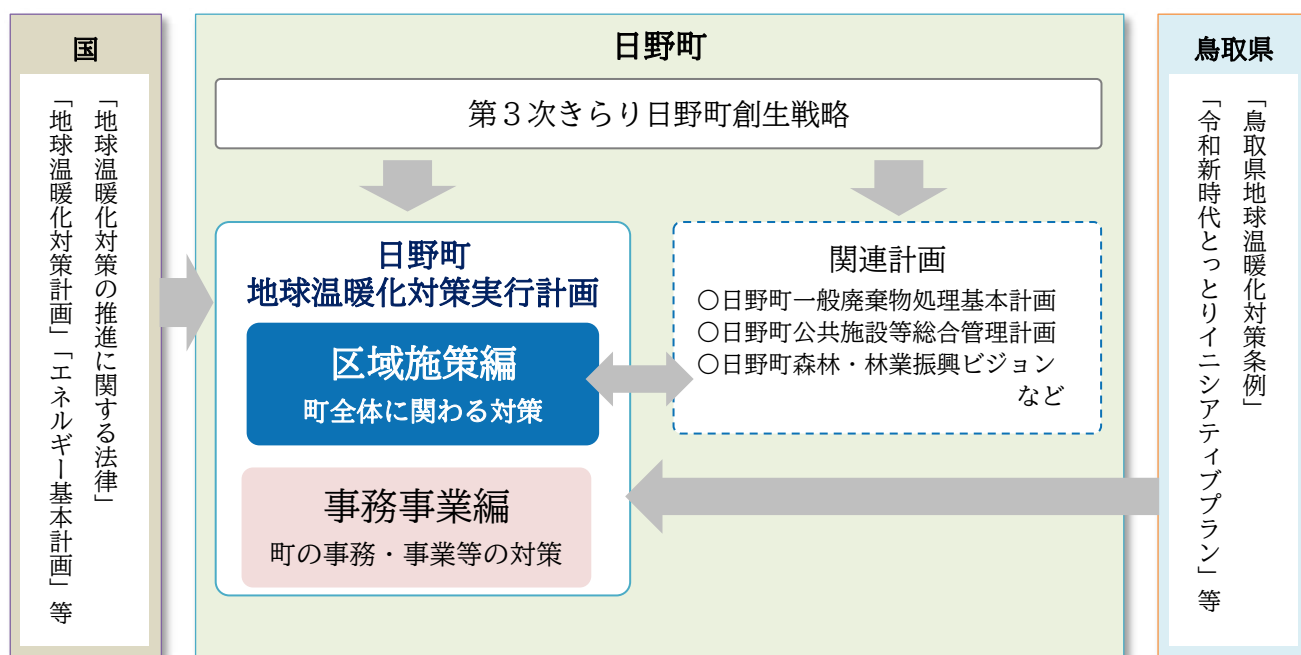 国
「地球温暖化対策の推進に関する法律」
「地球温暖化対策計画」「エネルギー基本計画」等
日野町
第３次きらり日野町創生戦略
日野町
地球温暖化対策実行計画
区域施策編
町全体に関わる対策
事務事業編
町の事務・事業等の対策
関連計画
〇日野町一般廃棄物処理基本計画
〇日野町公共施設等総合管理計画
〇日野町森林・林業振興ビジョン
など
鳥取県
「鳥取県地球温暖化対策条例」
「令和新時代とっとりイニシアティブプラン」等